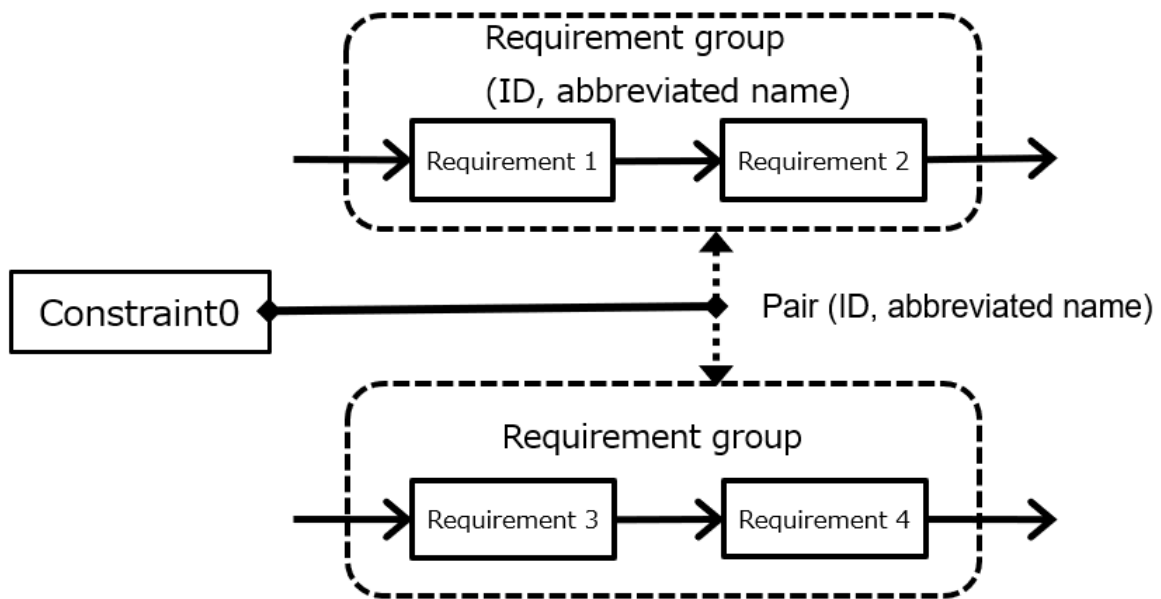 Requirement group
(ID, abbreviated name)
Requirement 1
Requirement 2
Constraint0
Pair (ID, abbreviated name)
Requirement group
Requirement 3
Requirement 4